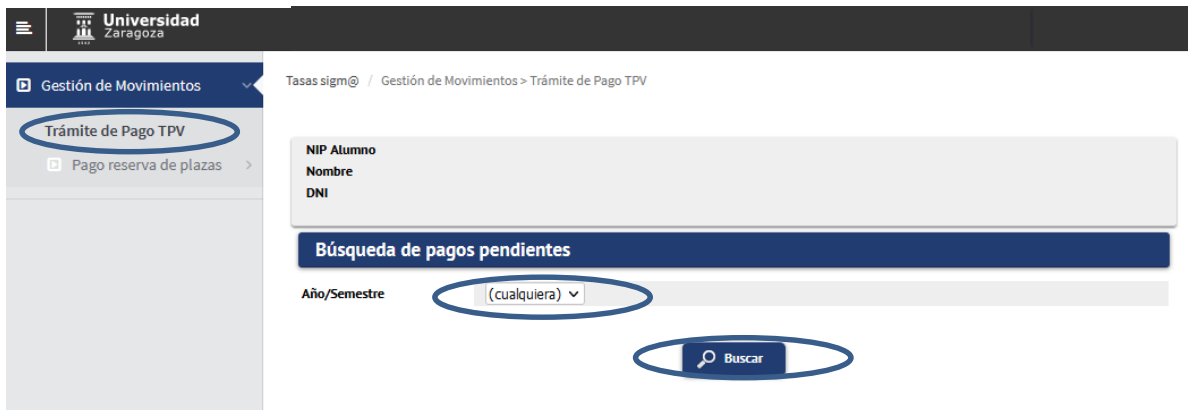 Universidad
Zaragoza
Gestión de Movimientos
Trámite de Pago TPV
Pago reserva de plazas
Tasas sigm@ / Gestión de Movimientos > Trámite de Pago TPV
NIP Alumno
Nombre
DNI
Búsqueda de pagos pendientes
Año/Semestre (cualquiera)
Buscar